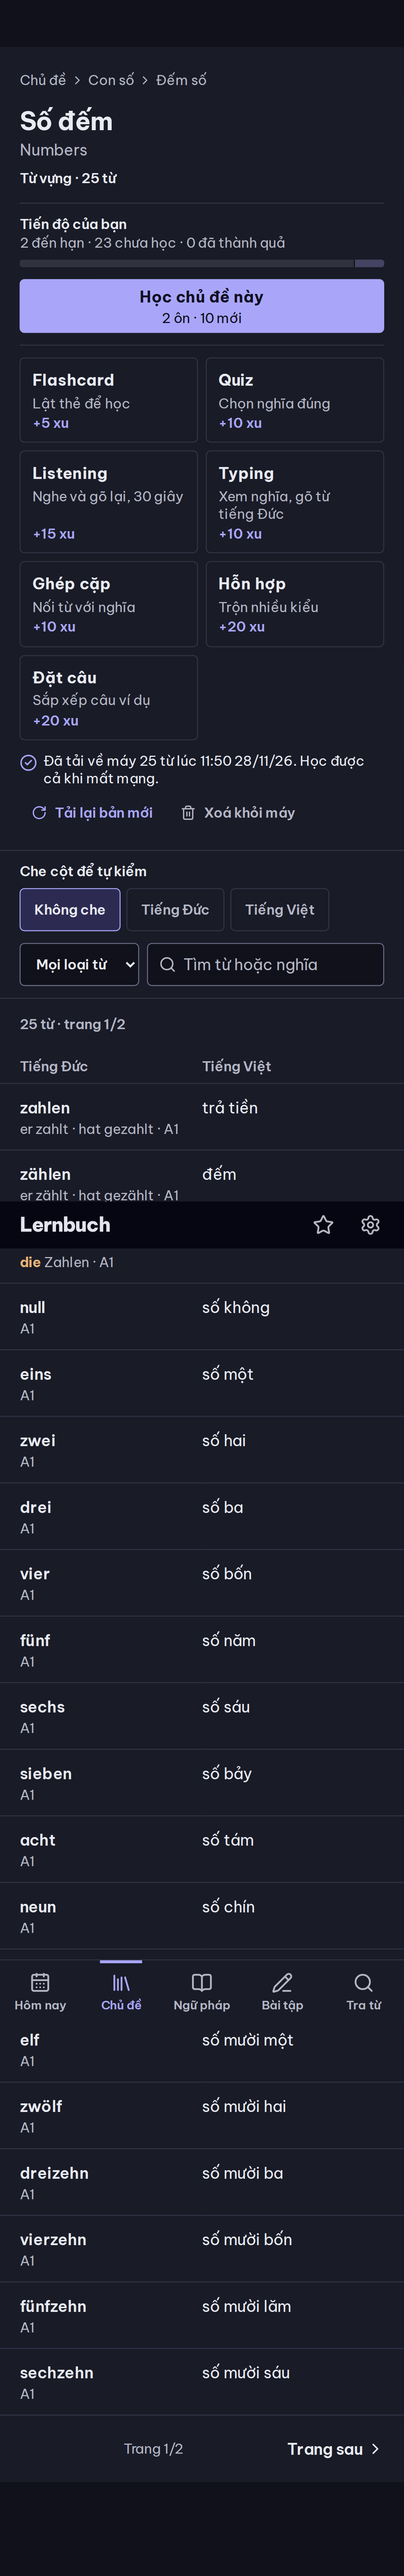 Chủ đề > Con số > Đếm số
Số đếm
Numbers
Từ vựng · 25 từ
Tiến độ của bạn
2 đến hạn · 23 chưa học · 0 đã thành quả
Học chủ đề này
2 ôn · 10 mới
Flashcard
Lật thẻ để học
+5 xu
Quiz
Chọn nghĩa đúng
+10 xu
Listening
Nghe và gõ lại, 30 giây
+15 xu
Typing
Xem nghĩa, gõ từ
tiếng Đức
+10 xu
Ghép cặp
Nối từ với nghĩa
+10 xu
Hỗn hợp
Trộn nhiều kiểu
+20 xu
Đặt câu
Sắp xếp câu ví dụ
+20 xu
Đã tải về máy 25 từ lúc 11:50 28/11/26. Học được
cả khi mất mạng.
Tải lại bản mới
Xoá khỏi máy
Che cột để tự kiểm
Không che
Tiếng Đức
Tiếng Việt
Mọi loại từ
Tìm từ hoặc nghĩa
25 từ · trang 1/2
Tiếng Đức
Tiếng Việt
zahlen
trả tiền
er zahlt · hat gezahlt · A1
zählen
đếm
er zählt · hat gezählt · A1
Lernbuch
die Zahlen · A1
null
số không
A1
eins
số một
A1
zwei
số hai
A1
drei
số ba
A1
vier
số bốn
A1
fünf
số năm
A1
sechs
số sáu
A1
sieben
số bảy
A1
acht
số tám
A1
neun
số chín
A1
Hôm nay
Chủ đề
Ngữ pháp
Bài tập
Tra từ
elf
số mười một
A1
zwölf
số mười hai
A1
dreizehn
số mười ba
A1
vierzehn
số mười bốn
A1
fünfzehn
số mười lăm
A1
sechzehn
số mười sáu
A1
Trang 1/2
Trang sau >